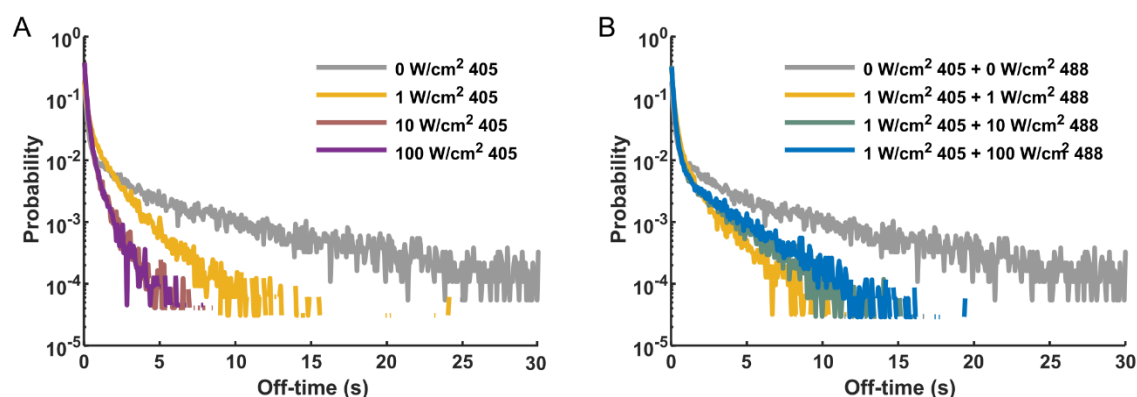 A
Probability
10^0
10^-1
10^-2
10^-3
10^-4
10^-5
0 W/cm^2 405
1 W/cm^2 405
10 W/cm^2 405
100 W/cm^2 405
0 5 10 15 20 25 30
Off-time (s)
B
Probability
10^0
10^-1
10^-2
10^-3
10^-4
10^-5
0 W/cm^2 405 + 0 W/cm^2 488
1 W/cm^2 405 + 1 W/cm^2 488
1 W/cm^2 405 + 10 W/cm^2 488
1 W/cm^2 405 + 100 W/cm^2 488
0 5 10 15 20 25 30
Off-time (s)